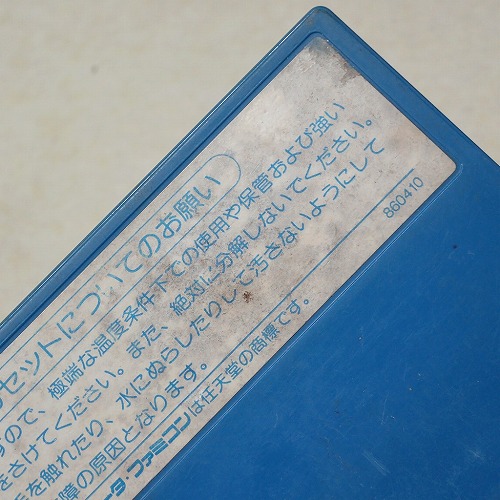 セットについてのお願い
ので、極端な温度条件下での使用や保管および強い
をさけてください。また、絶対に分解しないでください。
を触れたり、水にぬらしたりして汚さないようにして
障の原因となります。
860410
ータ・ファミコンは任天堂の商標です。